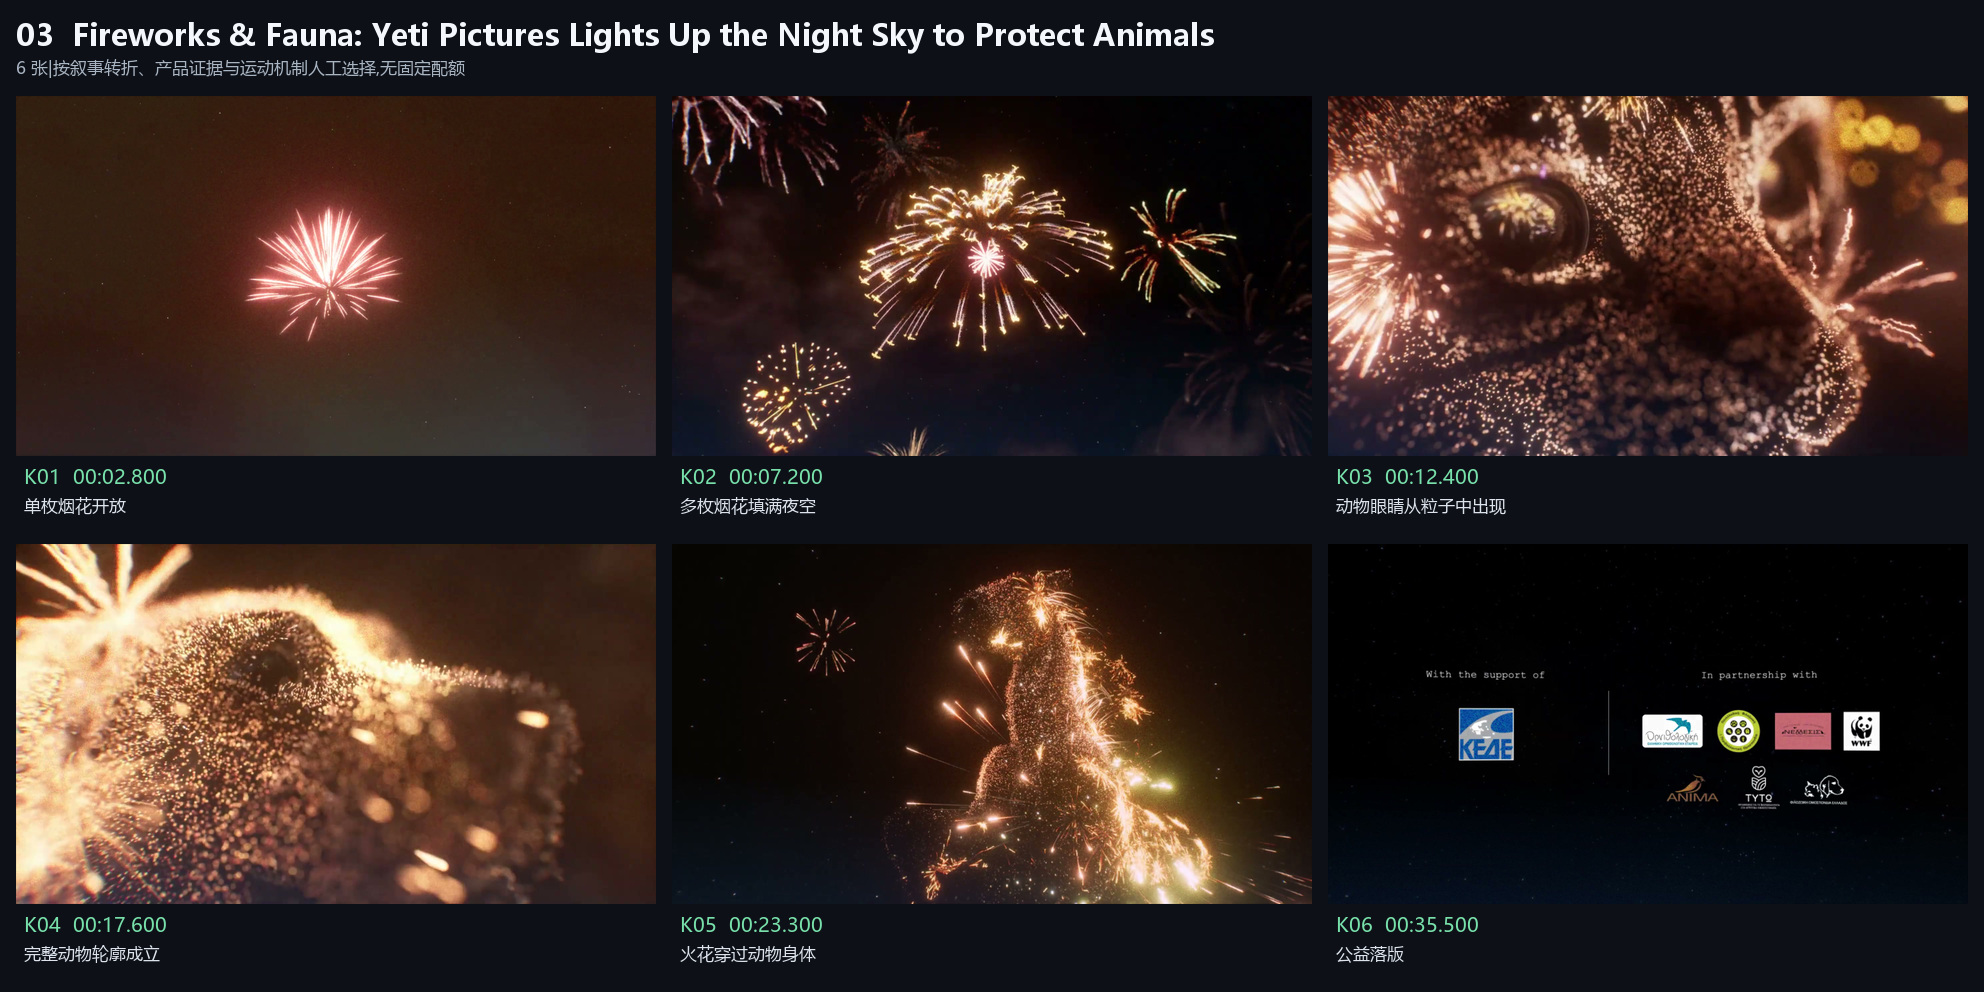 03 Fireworks & Fauna: Yeti Pictures Lights Up the Night Sky to Protect Animals
6 张|按叙事转折、产品证据与运动机制人工选择,无固定配额
K01 00:02.800
单枚烟花开放
K02 00:07.200
多枚烟花填满夜空
K03 00:12.400
动物眼睛从粒子中出现
K04 00:17.600
完整动物轮廓成立
K05 00:23.300
火花穿过动物身体
With the support of
In partnership with
ΚΕΔΕ
Ορνιθολογική
ΝΕΜΕΣΙΣ
WWF
ANIMA
TYTO
K06 00:35.500
公益落版